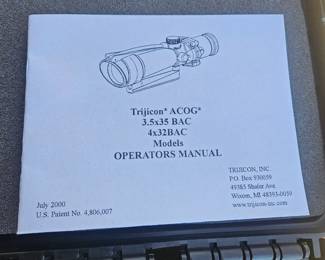 Trijicon® ACOG®
3.5x35 BAC
4x32BAC
Models
OPERATORS MANUAL
TRIJICON, INC.
P.O. Box 930059
49385 Shafer Ave.
Wixom, MI 48393-0059
www.trijicon-inc.com
July 2000
U.S. Patent No. 4,806,007